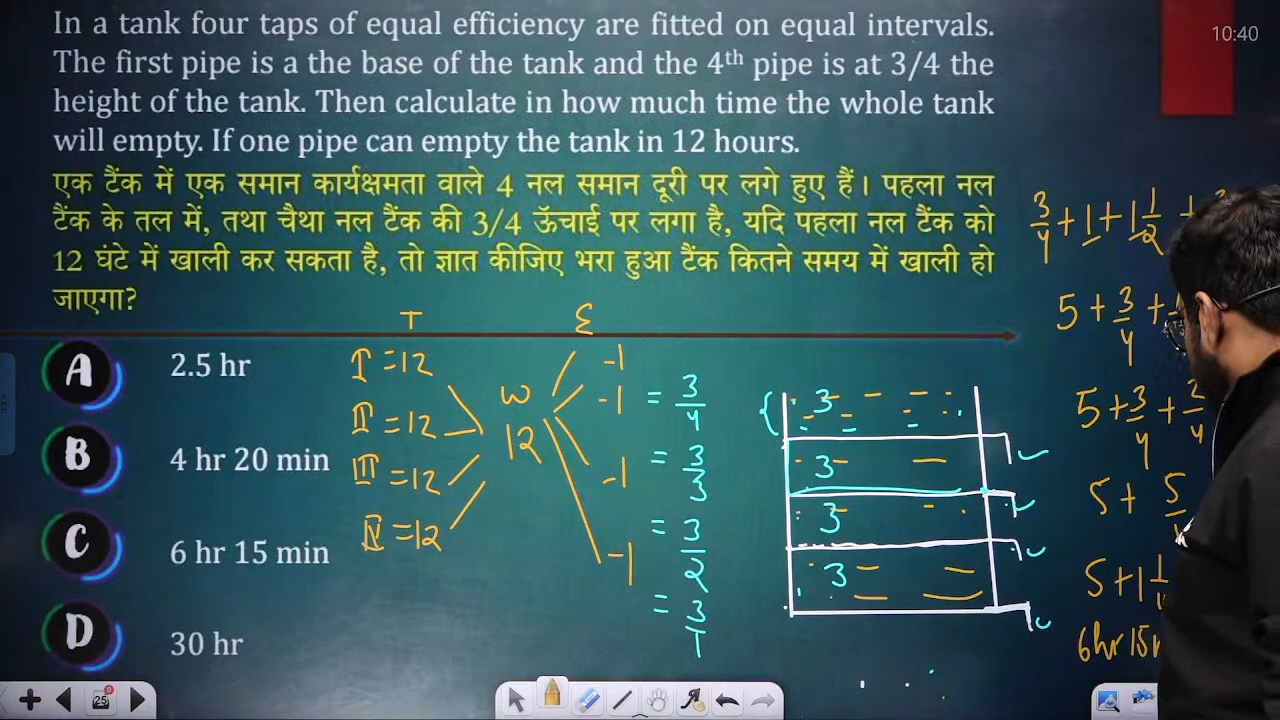 In a tank four taps of equal efficiency are fitted on equal intervals.
The first pipe is a the base of the tank and the 4th pipe is at 3/4 the
height of the tank. Then calculate in how much time the whole tank
will empty. If one pipe can empty the tank in 12 hours.
10:40
एक टैंक में एक समान कार्यक्षमता वाले 4 नल समान दूरी पर लगे हुए हैं। पहला नल
टैंक के तल में, तथा चैथा नल टैंक की 3/4 ऊँचाई पर लगा है, यदि पहला नल टैंक को
12 घंटे में खाली कर सकता है, तो ज्ञात कीजिए भरा हुआ टैंक कितने समय में खाली हो
जाएगा?
A 2.5 hr
B 4 hr 20 min
C 6 hr 15 min
D 30 hr
T E
I = 12
II = 12
III = 12
IV = 12
W
12
-1
-1
-1
-1
= 3/4
= 3/3
= 3/2
= 3/1
3
3
3
3
3/4 + 1 + 1 1/2 +
5 + 3/4 +
5 + 3/4 + 2/4
5 + 5/
5 + 1
6hr 15
25